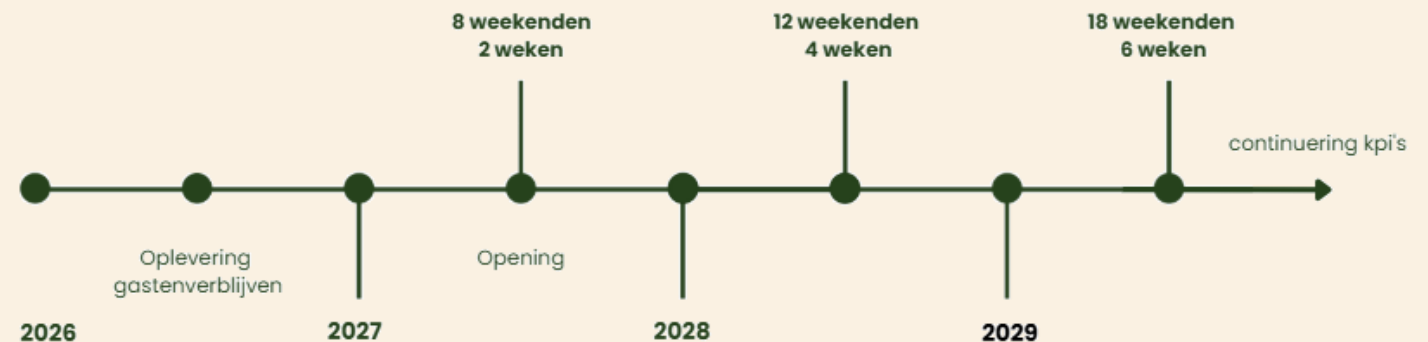 8 weekenden
2 weken
12 weekenden
4 weken
18 weekenden
6 weken
continuering kpi's
Oplevering
gastenverblijven
Opening
2026
2027
2028
2029